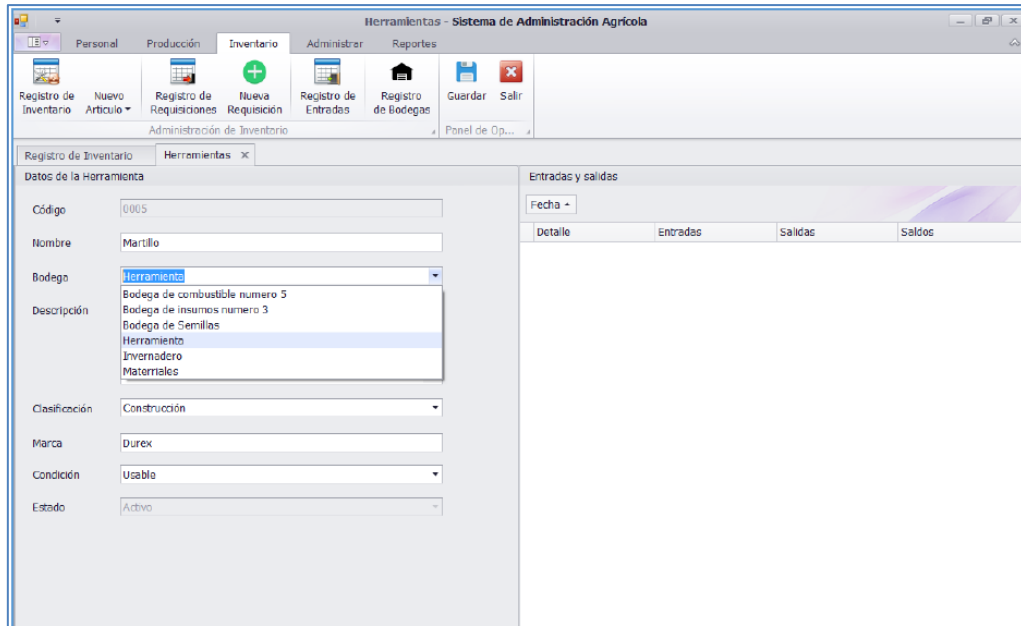 Herramientas - Sistema de Administración Agrícola
Personal Producción Inventario Administrar Reportes
Registro de Inventario
Nuevo Articulo
Registro de Requisiciones
Nueva Requisición
Registro de Entradas
Registro de Bodegas
Guardar
Salir
Administración de Inventario
Panel de Op...
Registro de Inventario Herramientas
Datos de la Herramienta
Código 0005
Nombre Martillo
Bodega Herramienta
Descripción
Bodega de combustible numero 5
Bodega de insumos numero 3
Bodega de Semillas
Herramienta
Invernadero
Materriales
Clasificación Construcción
Marca Durex
Condición Usable
Estado Activo
Entradas y salidas
Fecha
Detalle Entradas Salidas Saldos